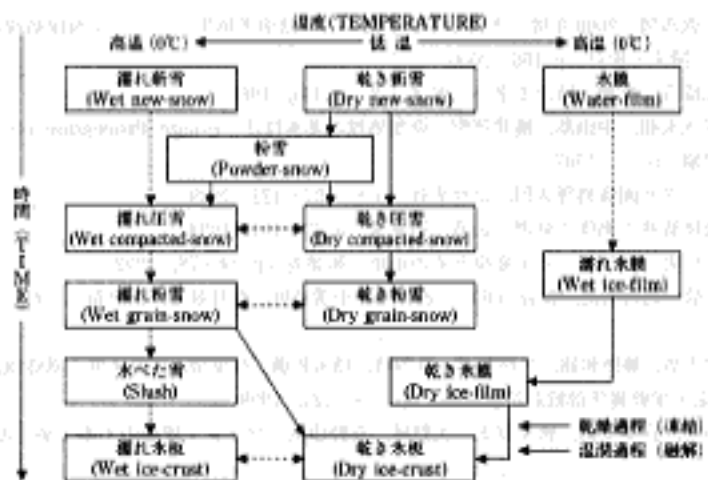 温度(TEMPERATURE)
高温 (0℃)
低 温
高温 (0℃)
濡れ新雪
(Wet new-snow)
乾き新雪
(Dry new-snow)
水膜
(Water-film)
粉雪
(Powder-snow)
濡れ圧雪
(Wet compacted-snow)
乾き圧雪
(Dry compacted-snow)
濡れ氷膜
(Wet ice-film)
濡れ粉雪
(Wet grain-snow)
乾き粉雪
(Dry grain-snow)
水べた雪
(Slush)
乾き氷膜
(Dry ice-film)
乾燥過程 (凍結)
湿潤過程 (融解)
濡れ氷板
(Wet ice-crust)
乾き氷板
(Dry ice-crust)
時間 (TIME)